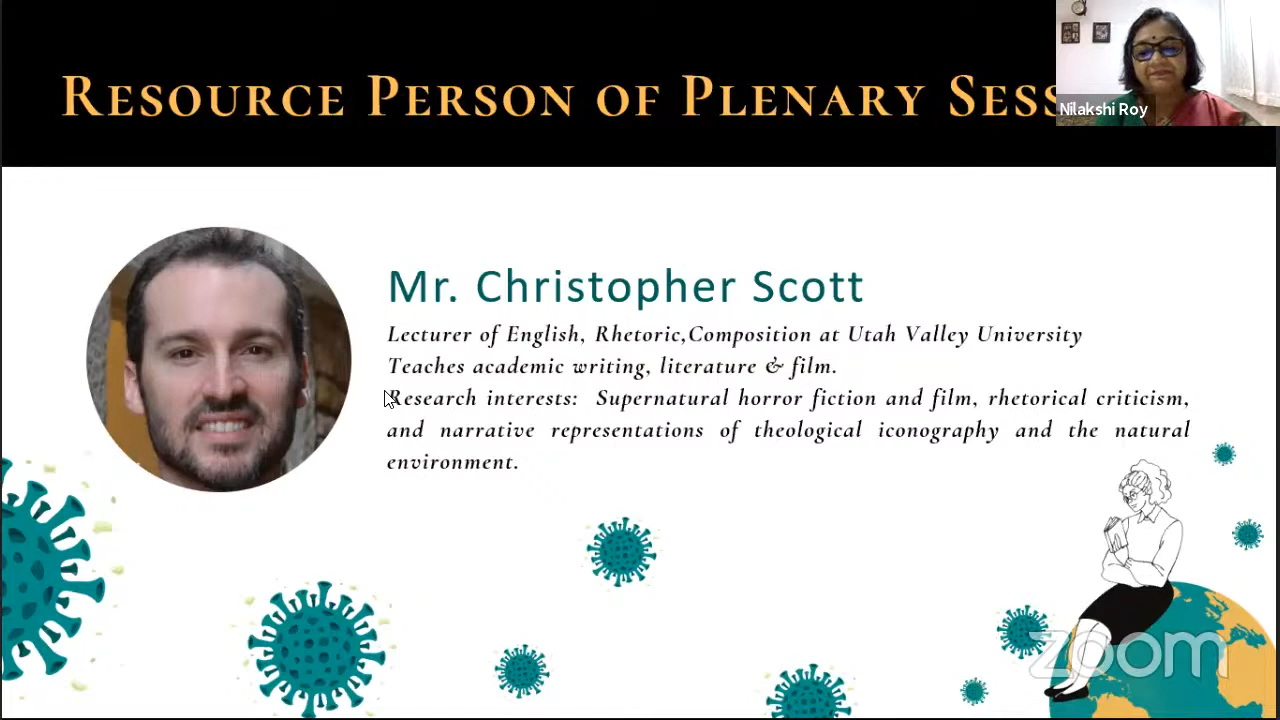 RESOURCE PERSON OF PLENARY SESS
Nilakshi Roy
Mr. Christopher Scott
Lecturer of English, Rhetoric,Composition at Utah Valley University
Teaches academic writing, literature & film.
Research interests: Supernatural horror fiction and film, rhetorical criticism,
and narrative representations of theological iconography and the natural
environment.
zoom